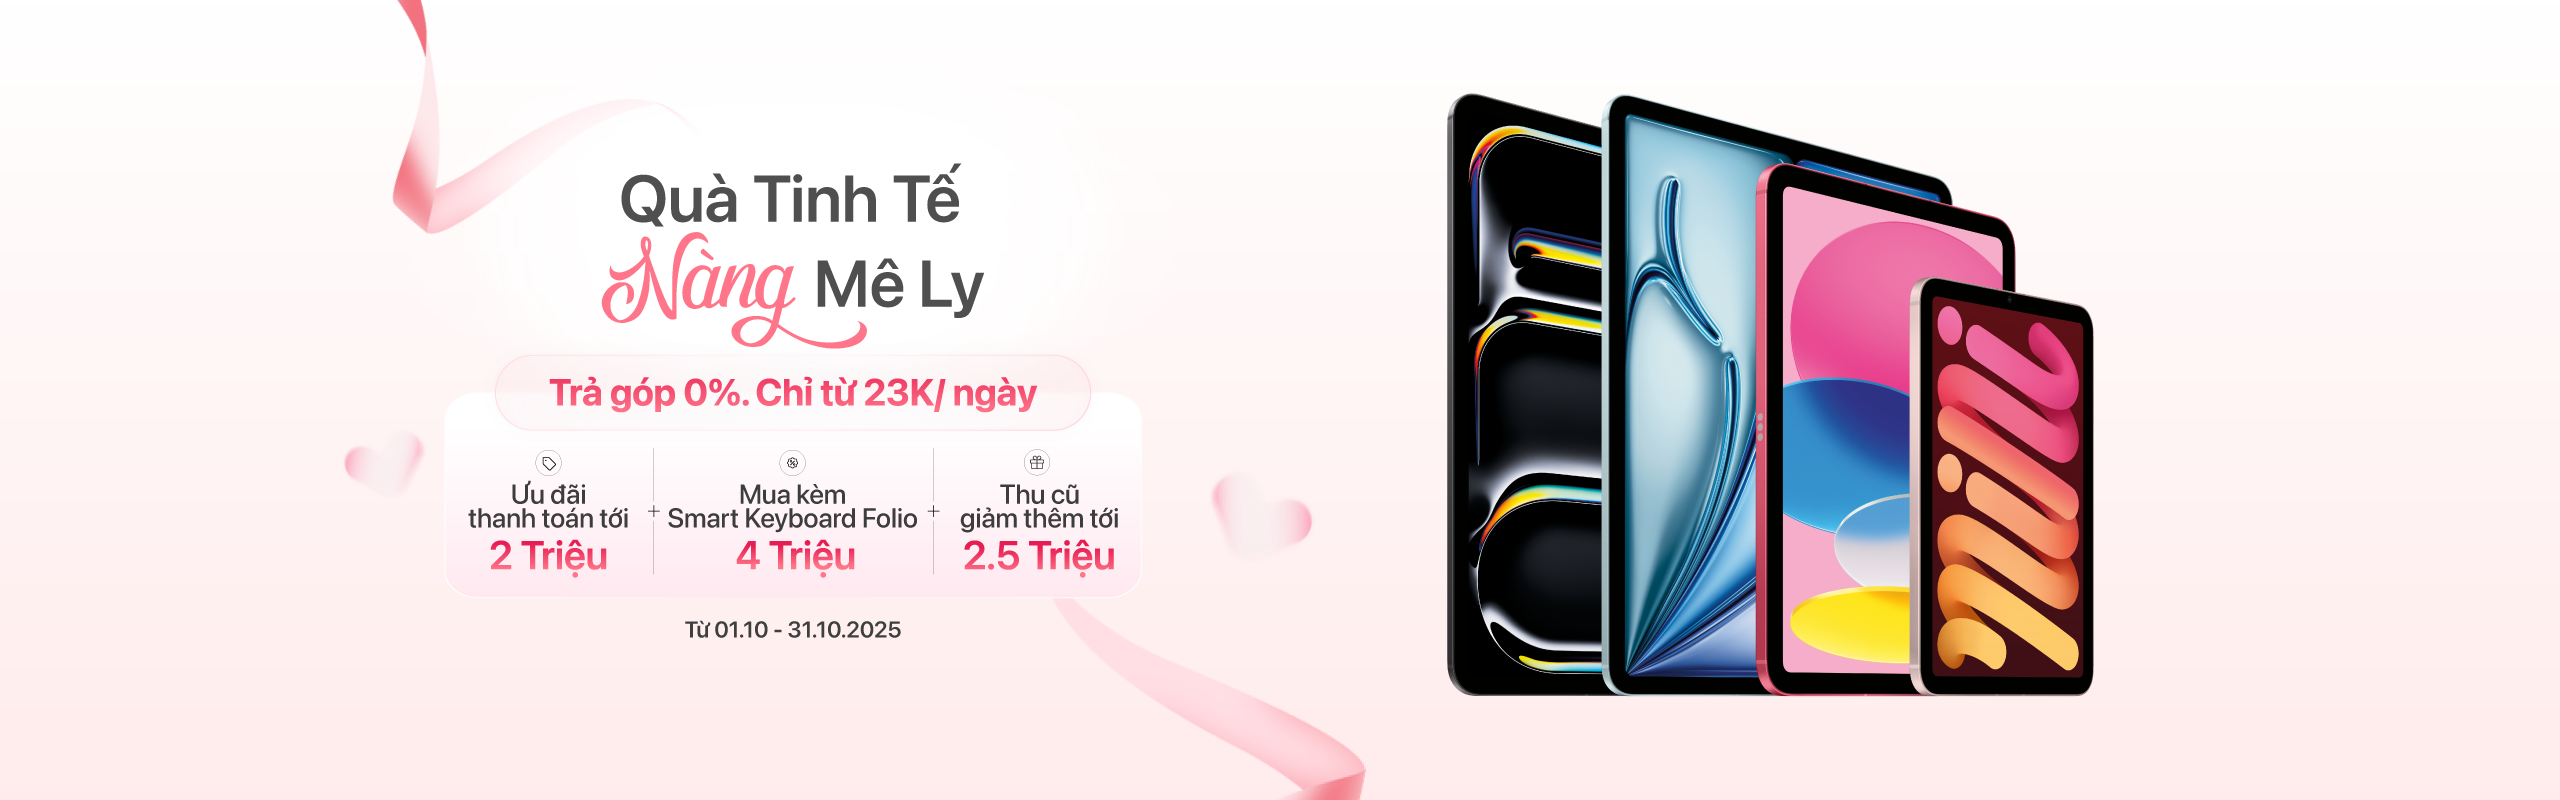 Quà Tinh Tế
Nàng Mê Ly
Trả góp 0%. Chỉ từ 23K/ ngày
Ưu đãi
thanh toán tới
2 Triệu
+
Mua kèm
Smart Keyboard Folio
4 Triệu
+
Thu cũ
giảm thêm tới
2.5 Triệu
Từ 01.10 - 31.10.2025
mini